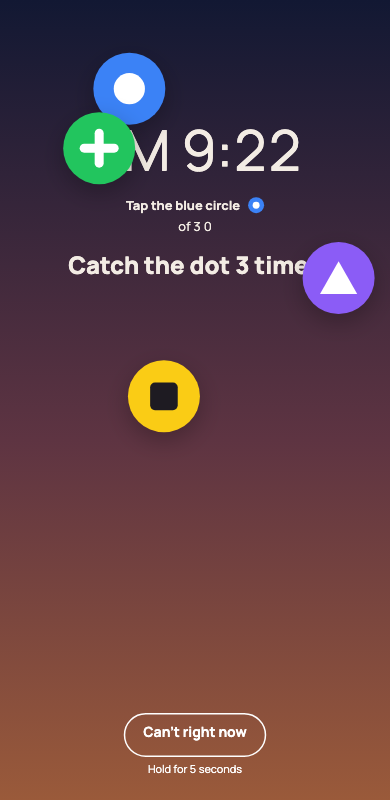 M 9:22
Tap the blue circle
of 3 0
Catch the dot 3
Can't right now
Hold for 5 seconds